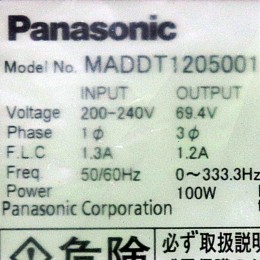 Panasonic
Model No. MADDT1205001
INPUT OUTPUT
Voltage 200-240V 69.4V
Phase 1ϕ 3ϕ
F.L.C 1.3A 1.2A
Freq 50/60Hz 0~333.3Hz
Power 100W
Panasonic Corporation
危険 必ず取扱説